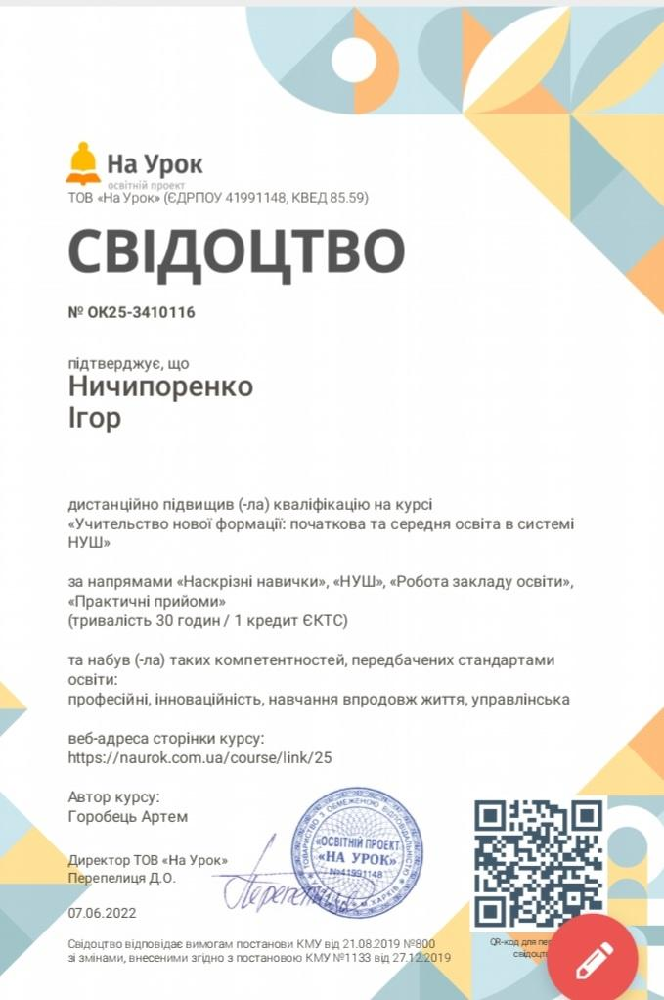 На Урок
освітній проект
ТОВ «На Урок» (ЄДРПОУ 41991148, КВЕД 85.59)
СВІДОЦТВО
№ ОК25-3410116
підтверджує, що
Ничипоренко
Ігор
дистанційно підвищив (-ла) кваліфікацію на курсі
«Учительство нової формації: початкова та середня освіта в системі
НУШ»
за напрямами «Наскрізні навички», «НУШ», «Робота закладу освіти»,
«Практичні прийоми»
(тривалість 30 годин / 1 кредит ЄКТС)
та набув (-ла) таких компетентностей, передбачених стандартами
освіти:
професійні, інноваційність, навчання впродовж життя, управлінська
веб-адреса сторінки курсу:
https://naurok.com.ua/course/link/25
Автор курсу:
Горобець Артем
ТОВАРИСТВО З ОБМЕЖЕНОЮ ВІДПОВІДАЛЬНІСТЮ
«ОСВІТНІЙ ПРОЕКТ
«НА УРОК»
№41991148
Директор ТОВ «На Урок»
Перепелиця Д.О.
07.06.2022
QR-код для
Свідоцтво відповідає вимогам постанови КМУ від 21.08.2019 №800
зі змінами, внесеними згідно з постановою КМУ №1133 від 27.12.2019